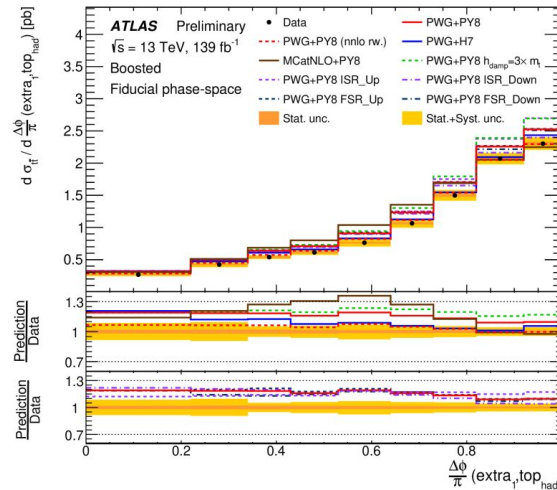 ATLAS Preliminary
√s = 13 TeV, 139 fb⁻¹
Boosted
Fiducial phase-space
Data
PWG+PY8
PWG+PY8 (nnlo rw.)
PWG+H7
MCatNLO+PY8
PWG+PY8 h_damp=3× m_t
PWG+PY8 ISR_Up
PWG+PY8 ISR_Down
PWG+PY8 FSR_Up
PWG+PY8 FSR_Down
Stat. unc.
Stat.+Syst. unc.
d σ_tt̄ / d Δφ/π (extra₁,top_had) [pb]
4.5
4
3.5
3
2.5
2
1.5
1
0.5
Prediction
Data
1.3
1
0.7
Prediction
Data
1.3
1
0.7
0 0.2 0.4 0.6 0.8
Δφ/π (extra₁,top_had